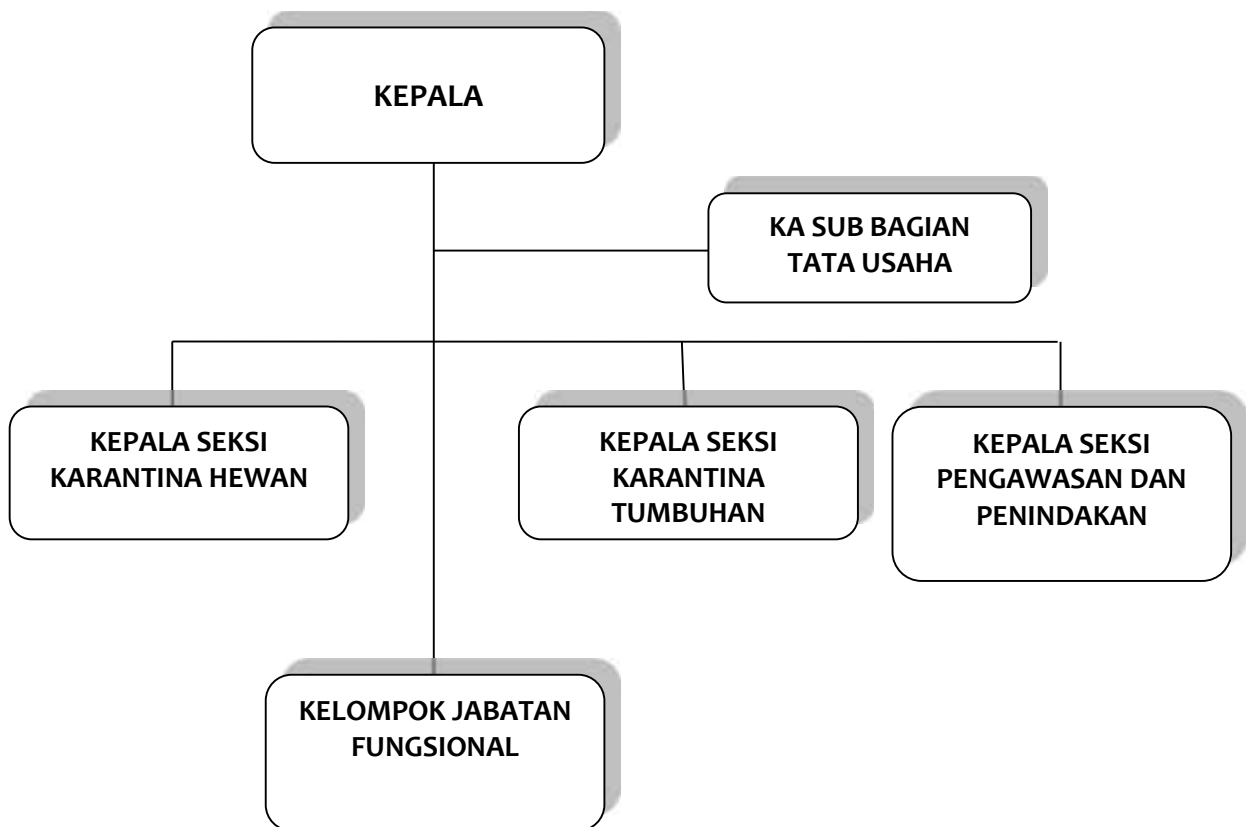 KEPALA
KA SUB BAGIAN
TATA USAHA
KEPALA SEKSI
KARANTINA HEWAN
KEPALA SEKSI
KARANTINA
TUMBUHAN
KEPALA SEKSI
PENGAWASAN DAN
PENINDAKAN
KELOMPOK JABATAN
FUNGSIONAL